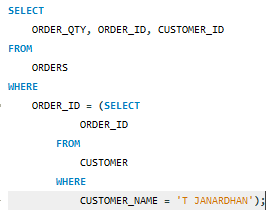 SELECT
ORDER_QTY, ORDER_ID, CUSTOMER_ID
FROM
ORDERS
WHERE
ORDER_ID = (SELECT
ORDER_ID
FROM
CUSTOMER
WHERE
CUSTOMER_NAME = 'T JANARDHAN');